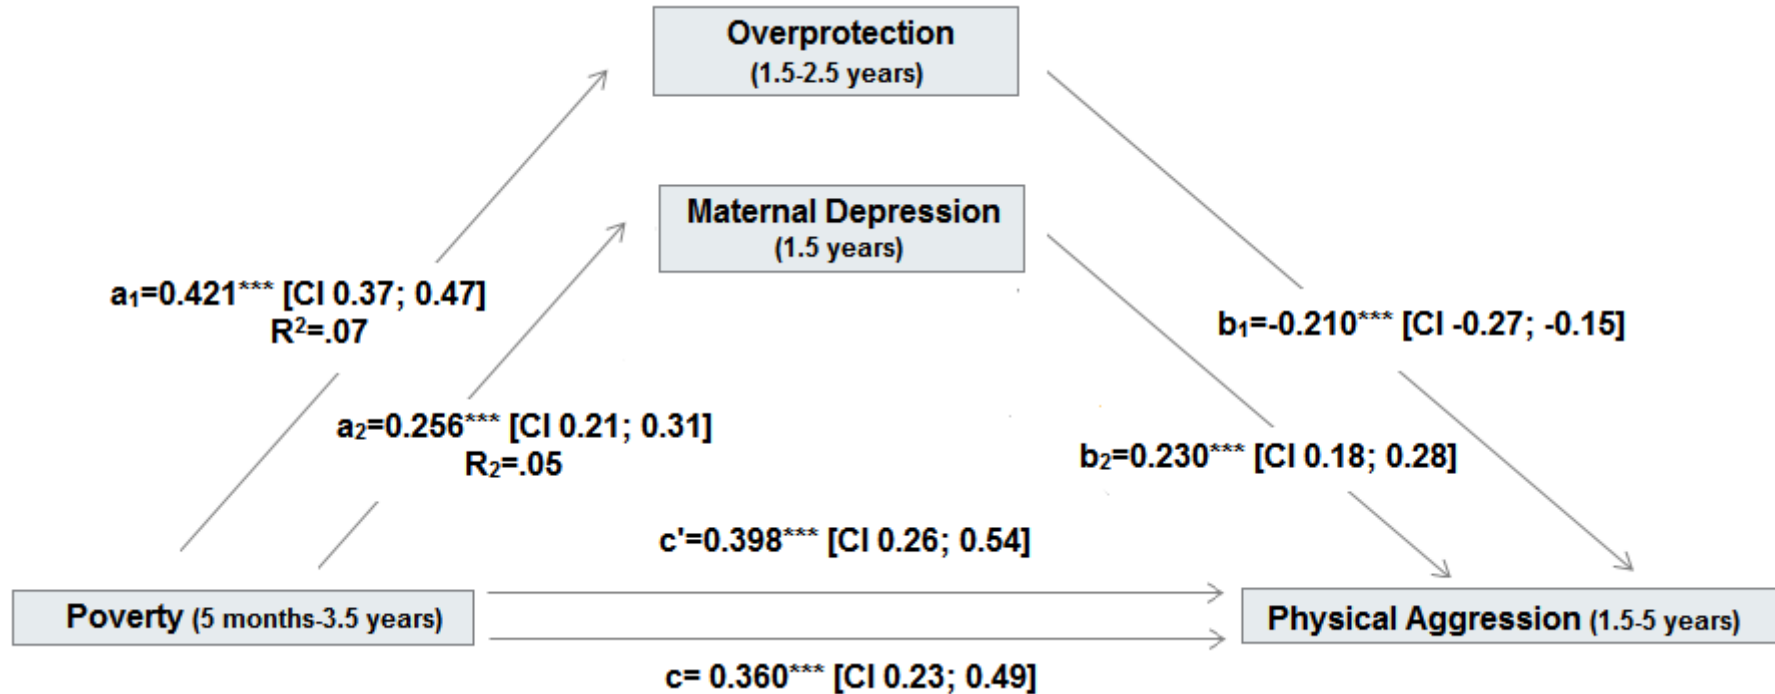 Overprotection
(1.5-2.5 years)
Maternal Depression
(1.5 years)
a₁=0.421*** [CI 0.37; 0.47]
R²=.07
b₁=-0.210*** [CI -0.27; -0.15]
a₂=0.256*** [CI 0.21; 0.31]
R₂=.05
b₂=0.230*** [CI 0.18; 0.28]
c'=0.398*** [CI 0.26; 0.54]
Poverty (5 months-3.5 years)
Physical Aggression (1.5-5 years)
c= 0.360*** [CI 0.23; 0.49]